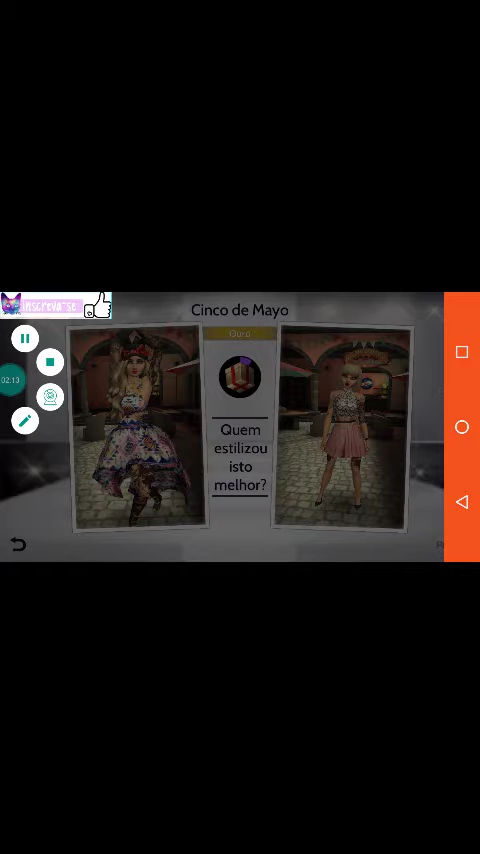 inscreva-se
Cinco de Mayo
Ouro
02:13
Quem
estilizou
isto
melhor?